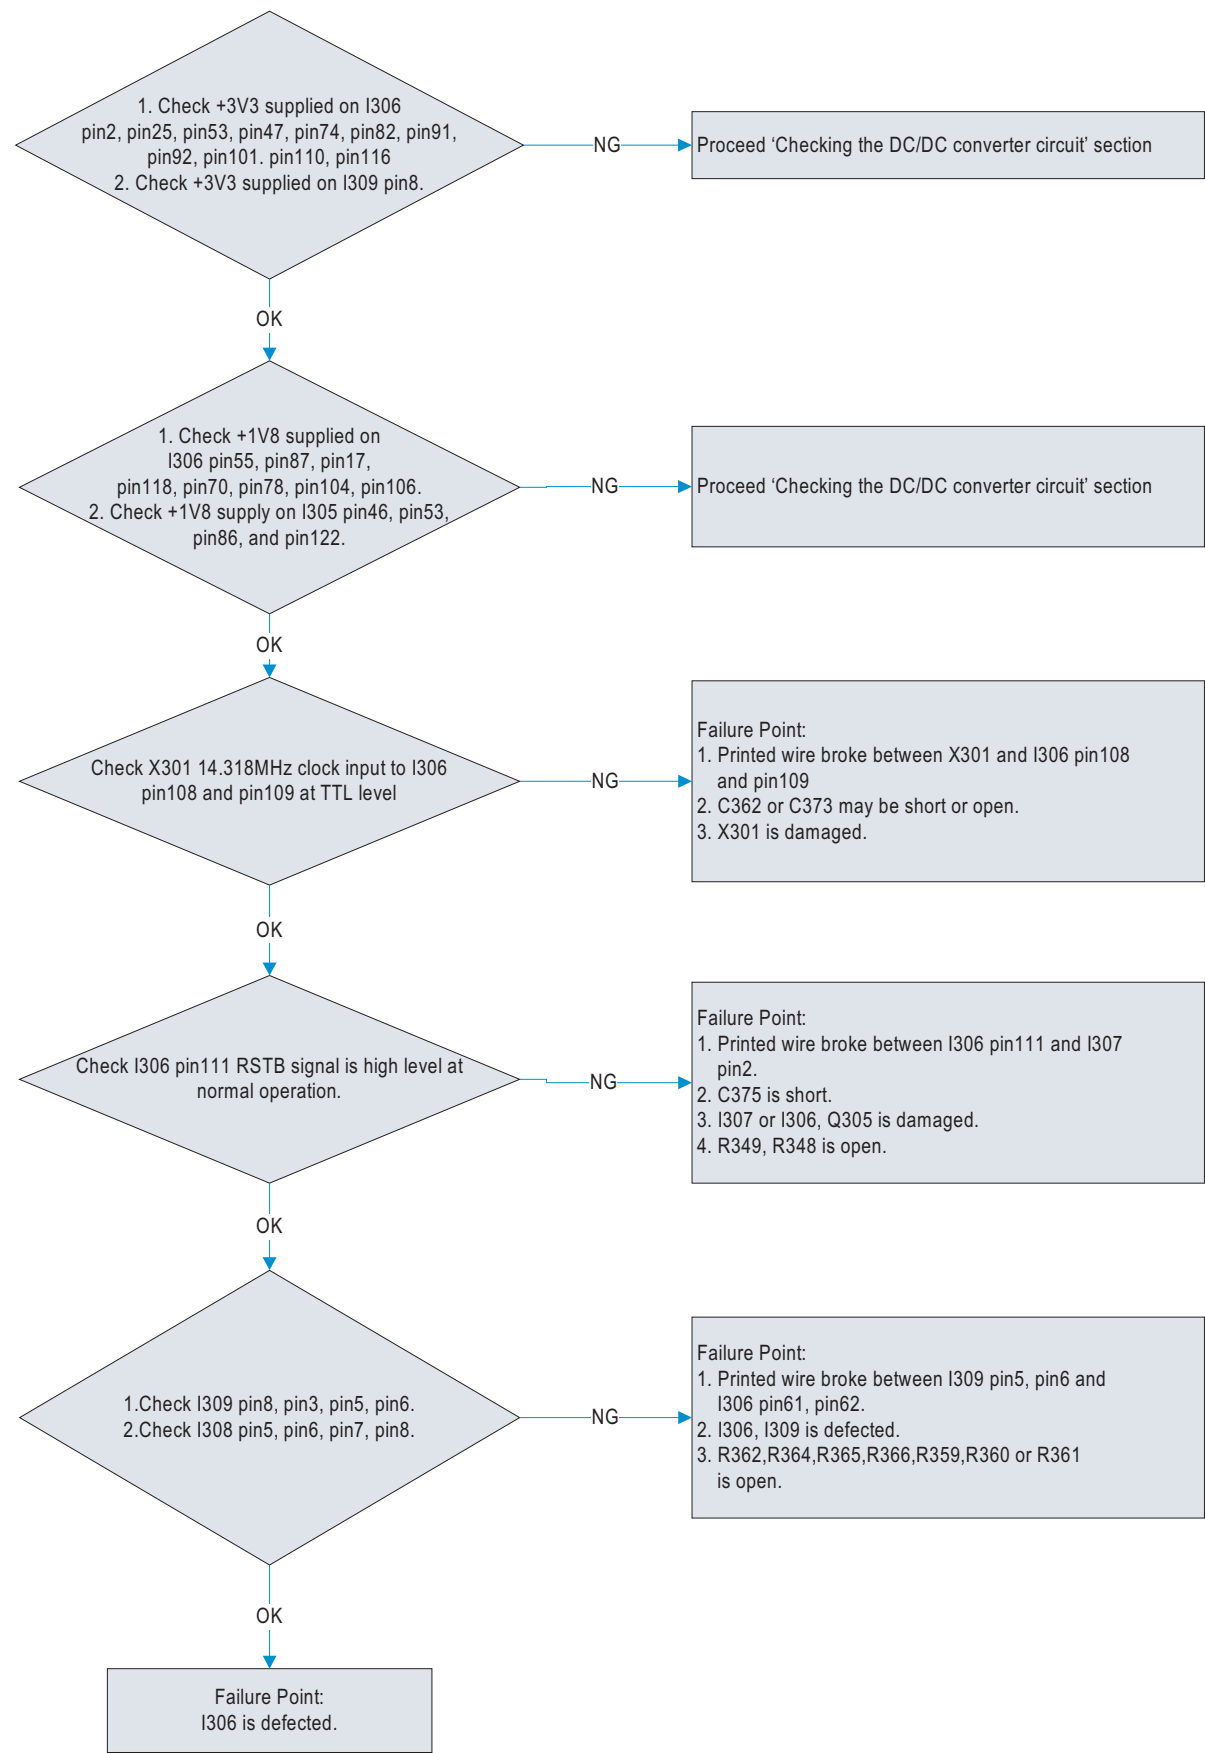 1. Check +3V3 supplied on I306
pin2, pin25, pin53, pin47, pin74, pin82, pin91,
pin92, pin101. pin110, pin116
2. Check +3V3 supplied on I309 pin8.
NG
Proceed ‘Checking the DC/DC converter circuit’ section
OK
1. Check +1V8 supplied on
I306 pin55, pin87, pin17,
pin118, pin70, pin78, pin104, pin106.
2. Check +1V8 supply on I305 pin46, pin53,
pin86, and pin122.
NG
Proceed ‘Checking the DC/DC converter circuit’ section
OK
Check X301 14.318MHz clock input to I306
pin108 and pin109 at TTL level
NG
Failure Point:
1. Printed wire broke between X301 and I306 pin108
and pin109
2. C362 or C373 may be short or open.
3. X301 is damaged.
OK
Check I306 pin111 RSTB signal is high level at
normal operation.
NG
Failure Point:
1. Printed wire broke between I306 pin111 and I307
pin2.
2. C375 is short.
3. I307 or I306, Q305 is damaged.
4. R349, R348 is open.
OK
1.Check I309 pin8, pin3, pin5, pin6.
2.Check I308 pin5, pin6, pin7, pin8.
NG
Failure Point:
1. Printed wire broke between I309 pin5, pin6 and
I306 pin61, pin62.
2. I306, I309 is defected.
3. R362,R364,R365,R366,R359,R360 or R361
is open.
OK
Failure Point:
I306 is defected.